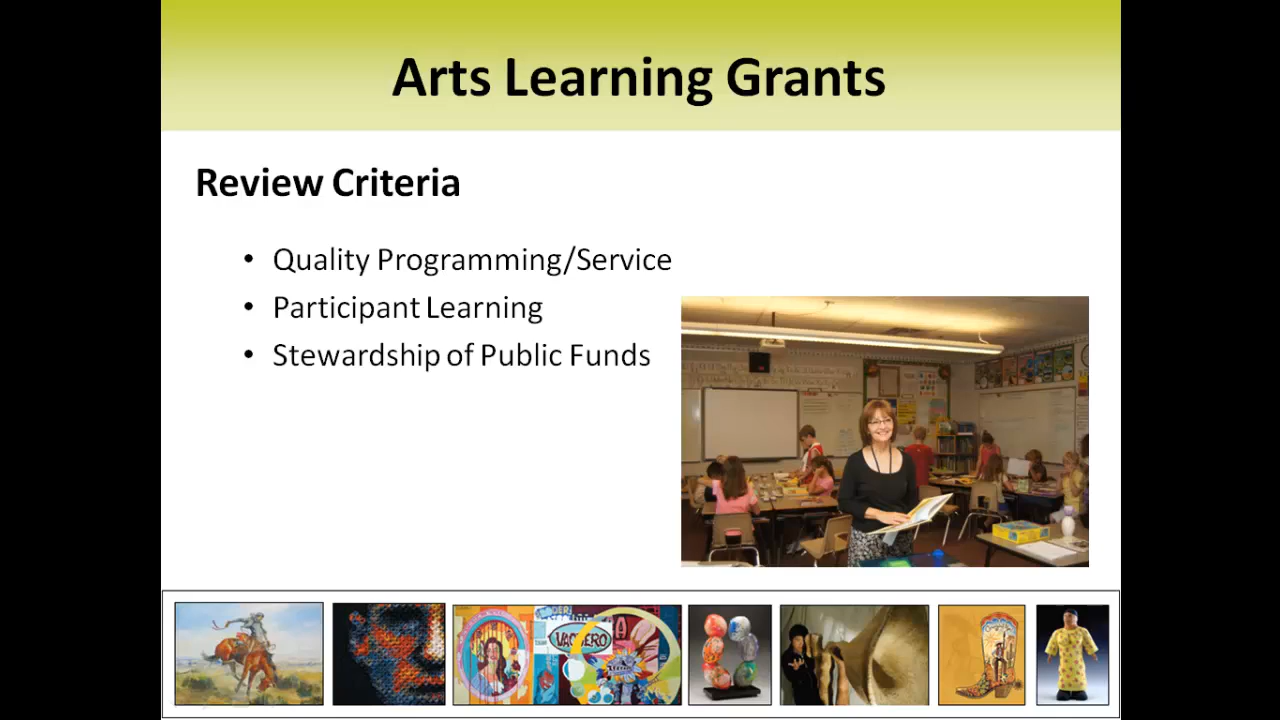 Arts Learning Grants
Review Criteria
• Quality Programming/Service
• Participant Learning
• Stewardship of Public Funds
VAQUERO